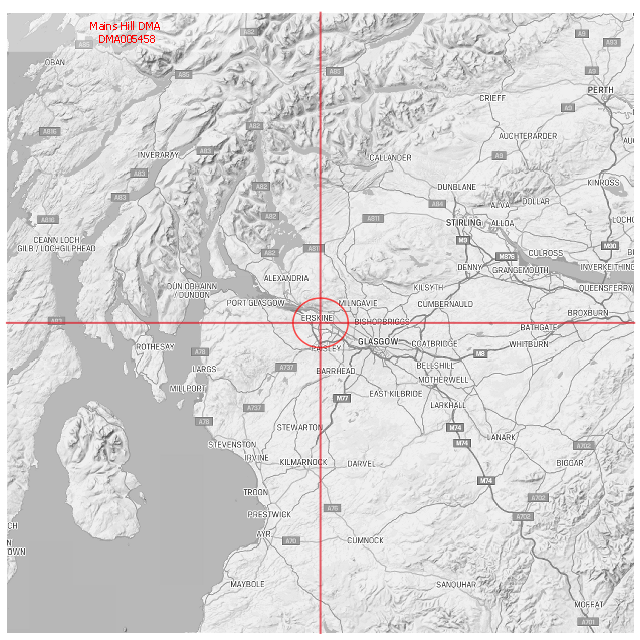 Mains Hill DMA
DMA005458
A85
A82
A9
A93
OBAN
A85
A85
A9
PERTH
CRIEFF
A9
A816
A82
AUCHTERARDER
INVERARAY
A83
CALLANDER
A9
A83
A82
DUNBLANE
KINROSS
A83
ALVA
DOLLAR
A84
A816
A82
A811
STIRLING
ALLOA
CEANN LOCH
GILB / LOCHGILPHEAD
M9
M90
A82
A811
M876
CULROSS
DENNY
GRANGEMOUTH
INVERKEITHING
ALEXANDRIA
DUN OBHAINN
/ DUNOON
KILSYTH
QUEENSFERRY
PORT GLASGOW
MILNGAVIE
CUMBERNAULD
BROXBURN
ERSKINE
BISHOPBRIGGS
BATHGATE
ROTHESAY
PAISLEY
GLASGOW
COATBRIDGE
WHITBURN
A78
M8
LARGS
A737
BARRHEAD
BELLSHILL
MOTHERWELL
MILLPORT
M77
EAST KILBRIDE
A737
LARKHALL
A78
STEWARTON
M74
LANARK
STEVENSTON
M74
A702
IRVINE
KILMARNOCK
DARVEL
BIGGAR
M74
TROON
A702
A76
PRESTWICK
A702
AYR
A70
CUMNOCK
MAYBOLE
SANQUHAR
MOFFAT
A701